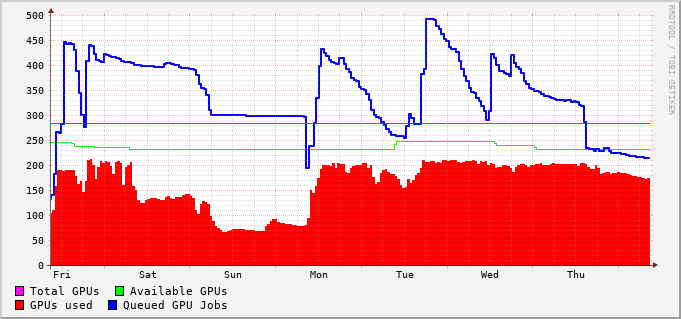 500
450
400
350
300
250
200
150
100
50
0
Fri Sat Sun Mon Tue Wed Thu
Total GPUs Available GPUs
GPUs used Queued GPU Jobs
RRDTOOL / TOBI OETIKER